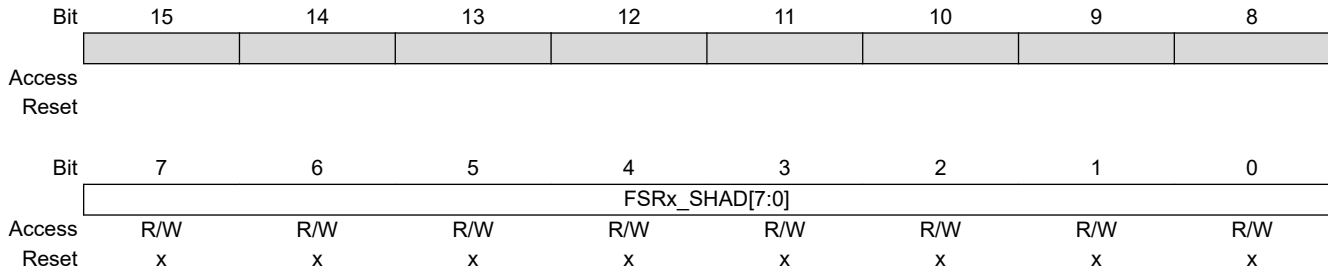 Bit 15 14 13 12 11 10 9 8
Access
Reset
Bit 7 6 5 4 3 2 1 0
FSRx_SHAD[7:0]
Access R/W R/W R/W R/W R/W R/W R/W R/W
Reset x x x x x x x x